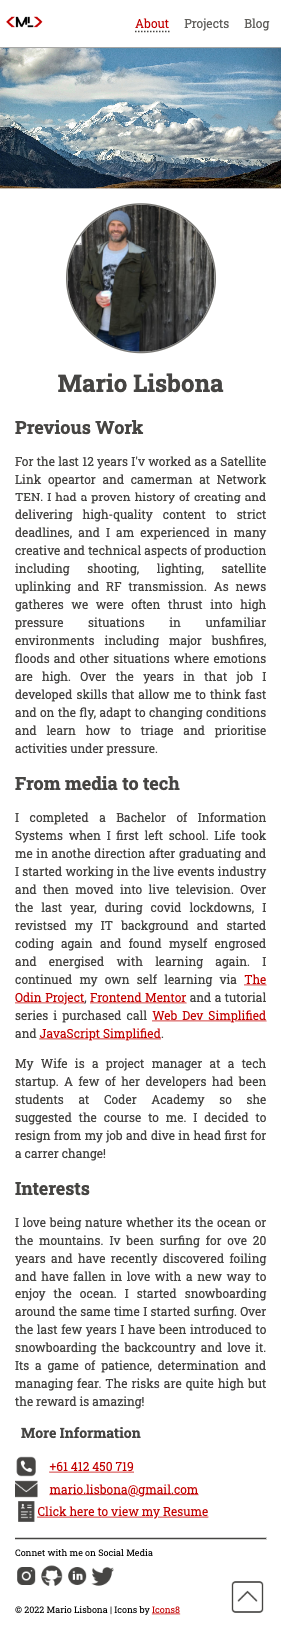 <ML>
About Projects Blog
Mario Lisbona
Previous Work
For the last 12 years I'v worked as a Satellite
Link opeartor and camerman at Network
TEN. I had a proven history of creating and
delivering high-quality content to strict
deadlines, and I am experienced in many
creative and technical aspects of production
including shooting, lighting, satellite
uplinking and RF transmission. As news
gatheres we were often thrust into high
pressure situations in unfamiliar
environments including major bushfires,
floods and other situations where emotions
are high. Over the years in that job I
developed skills that allow me to think fast
and on the fly, adapt to changing conditions
and learn how to triage and prioritise
activities under pressure.
From media to tech
I completed a Bachelor of Information
Systems when I first left school. Life took
me in anothe direction after graduating and
I started working in the live events industry
and then moved into live television. Over
the last year, during covid lockdowns, I
revistsed my IT background and started
coding again and found myself engrosed
and energised with learning again. I
continued my own self learning via The
Odin Project, Frontend Mentor and a tutorial
series i purchased call Web Dev Simplified
and JavaScript Simplified.
My Wife is a project manager at a tech
startup. A few of her developers had been
students at Coder Academy so she
suggested the course to me. I decided to
resign from my job and dive in head first for
a carrer change!
Interests
I love being nature whether its the ocean or
the mountains. Iv been surfing for ove 20
years and have recently discovered foiling
and have fallen in love with a new way to
enjoy the ocean. I started snowboarding
around the same time I started surfing. Over
the last few years I have been introduced to
snowboarding the backcountry and love it.
Its a game of patience, determination and
managing fear. The risks are quite high but
the reward is amazing!
More Information
+61 412 450 719
mario.lisbona@gmail.com
Click here to view my Resume
Connet with me on Social Media
© 2022 Mario Lisbona | Icons by Icons8